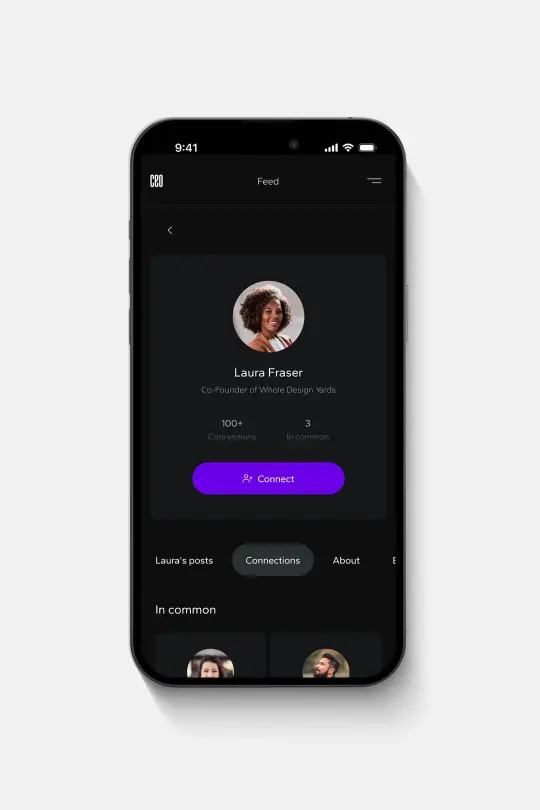 9:41
CEO
Feed
Laura Fraser
Co-Founder of Whole Design Yards
100+
3
Connections
In common
Connect
Laura's posts
Connections
About
In common